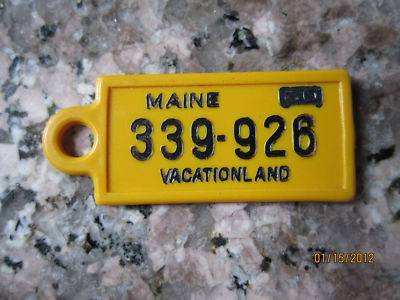 MAINE
339-926
VACATIONLAND
01/15/2012